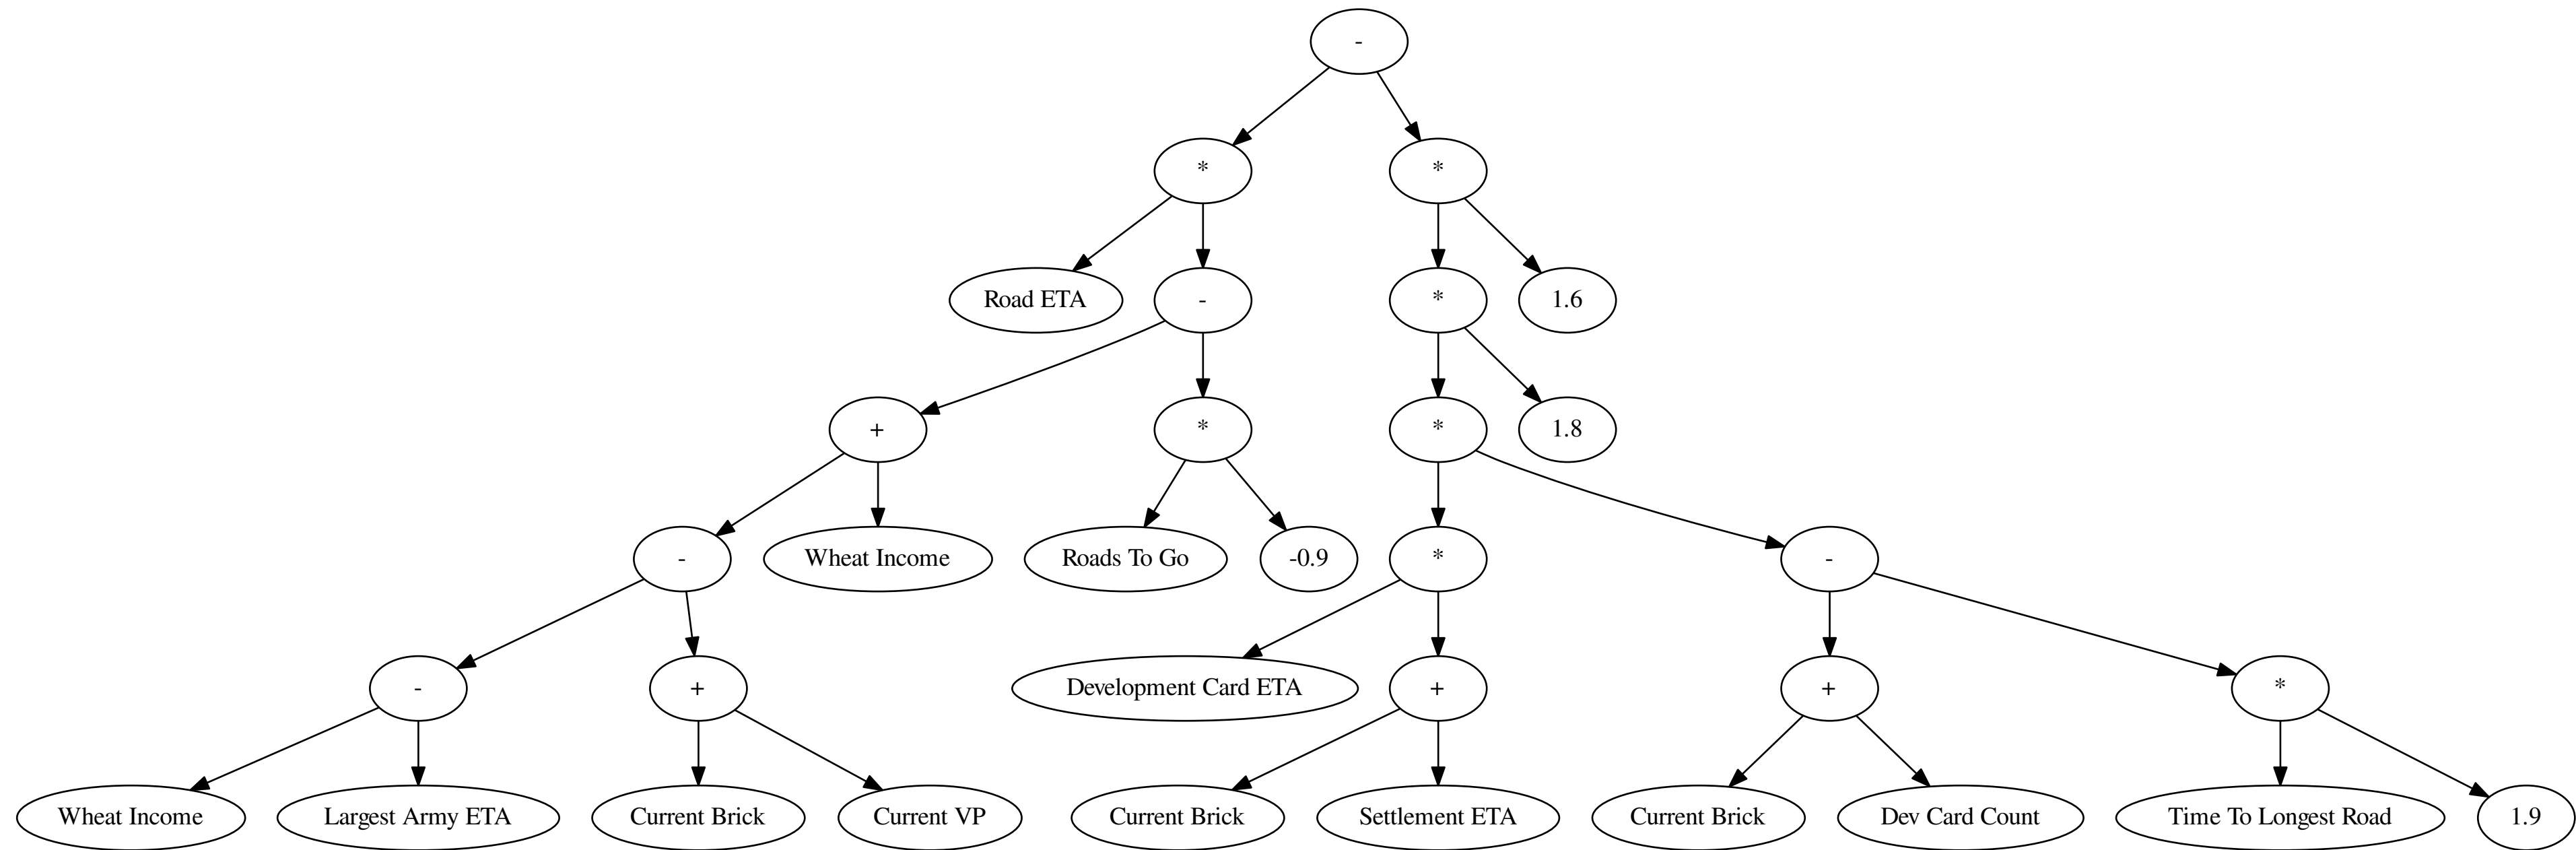 -
* *
Road ETA - * 1.6
+ * * 1.8
- Wheat Income Roads To Go -0.9 * -
- + Development Card ETA + + *
Wheat Income Largest Army ETA Current Brick Current VP Current Brick Settlement ETA Current Brick Dev Card Count Time To Longest Road 1.9